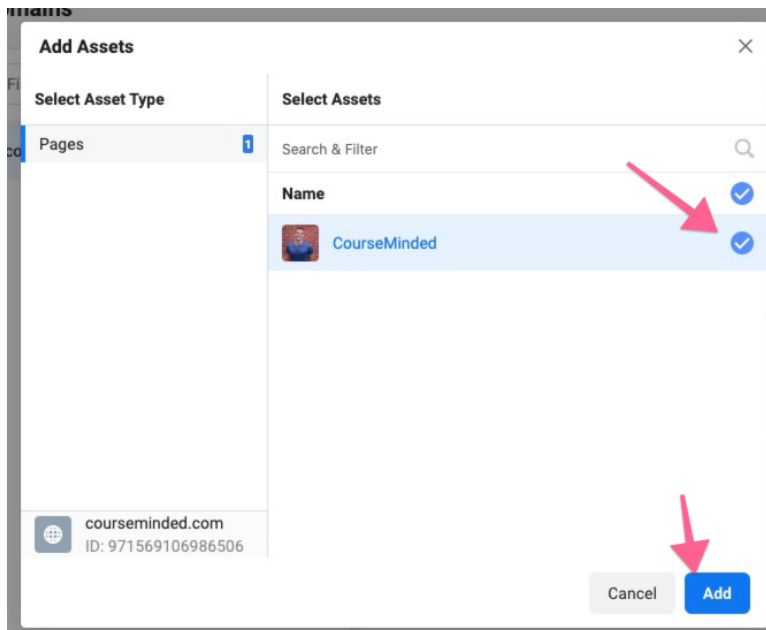 Add Assets
Select Asset Type
Select Assets
Pages
1
Search & Filter
Name
CourseMinded
courseminded.com
ID: 971569106986506
Cancel
Add